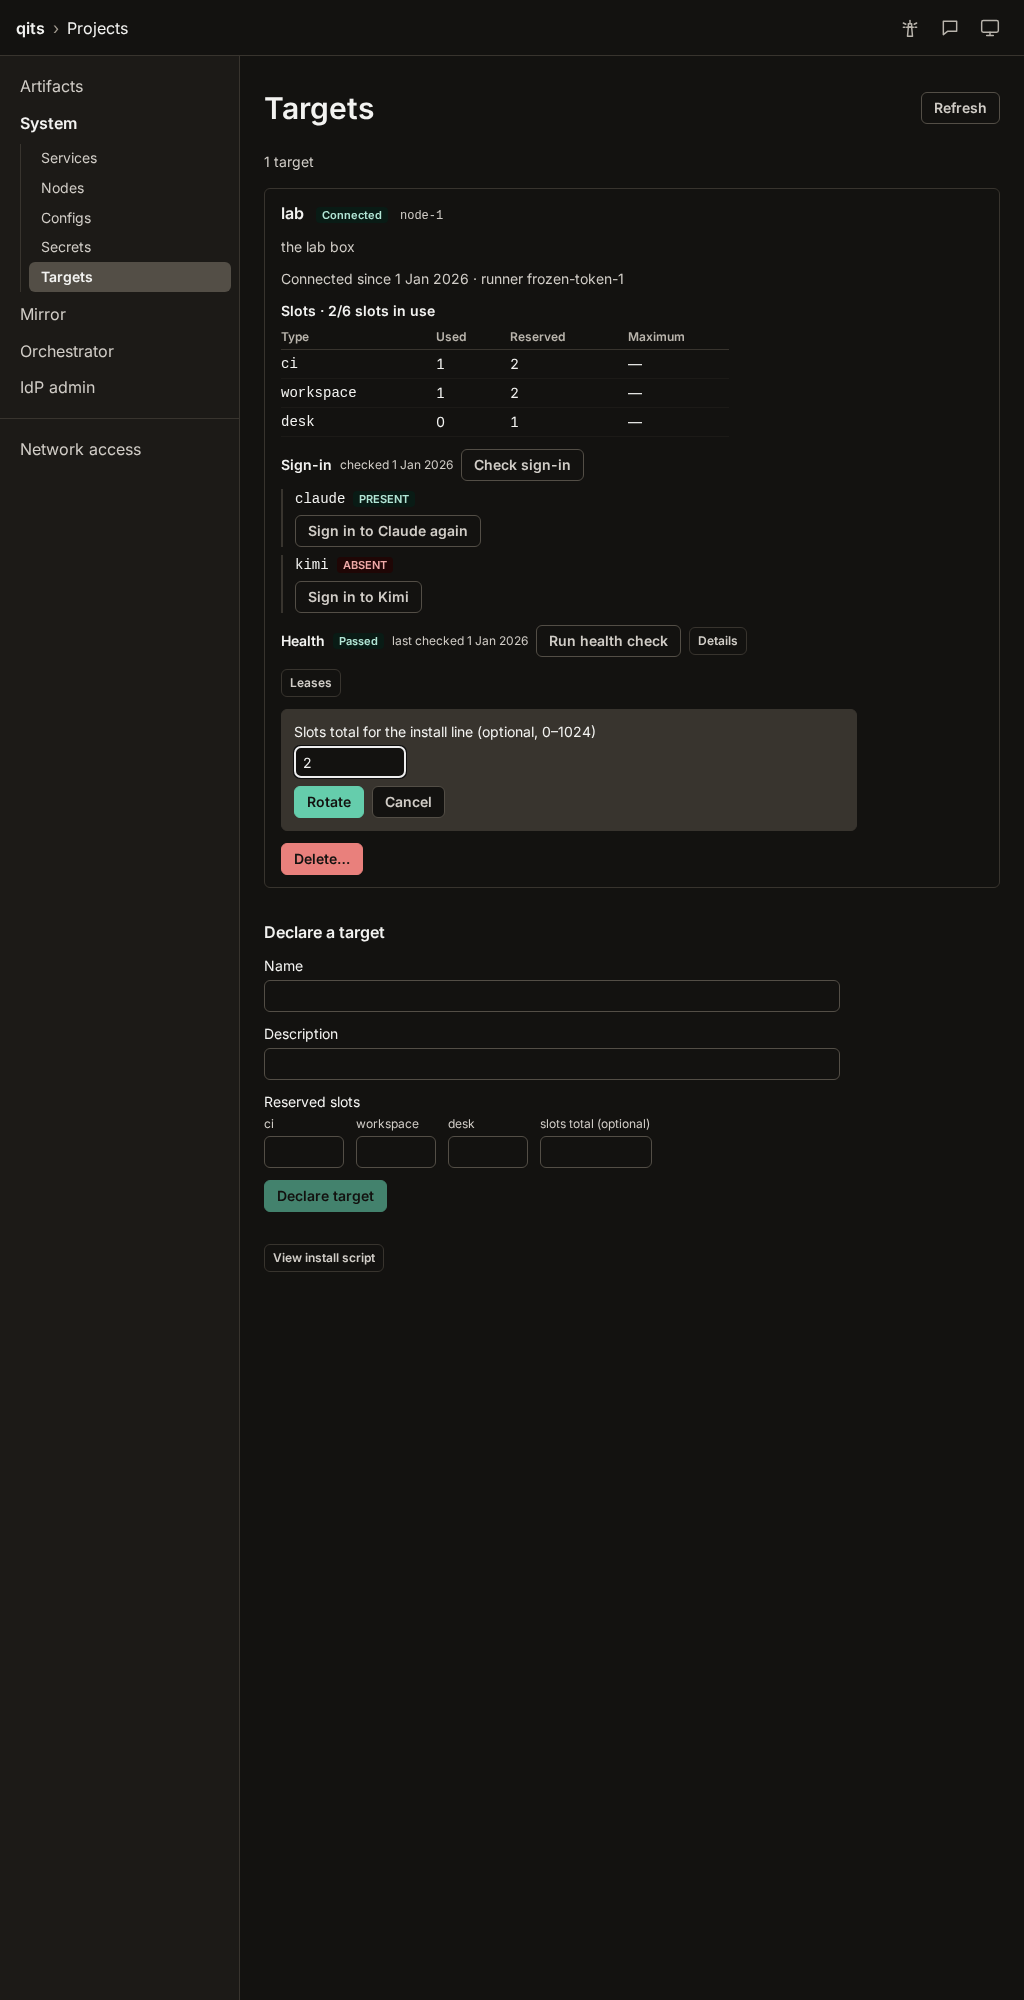 qits › Projects
Artifacts
System
Services
Nodes
Configs
Secrets
Targets
Mirror
Orchestrator
IdP admin
Network access
Targets
Refresh
1 target
lab Connected node-1
the lab box
Connected since 1 Jan 2026 · runner frozen-token-1
Slots · 2/6 slots in use
Type Used Reserved Maximum
ci 1 2 —
workspace 1 2 —
desk 0 1 —
Sign-in checked 1 Jan 2026 Check sign-in
claude PRESENT
Sign in to Claude again
kimi ABSENT
Sign in to Kimi
Health Passed last checked 1 Jan 2026 Run health check Details
Leases
Slots total for the install line (optional, 0–1024)
2
Rotate Cancel
Delete…
Declare a target
Name
Description
Reserved slots
ci workspace desk slots total (optional)
Declare target
View install script